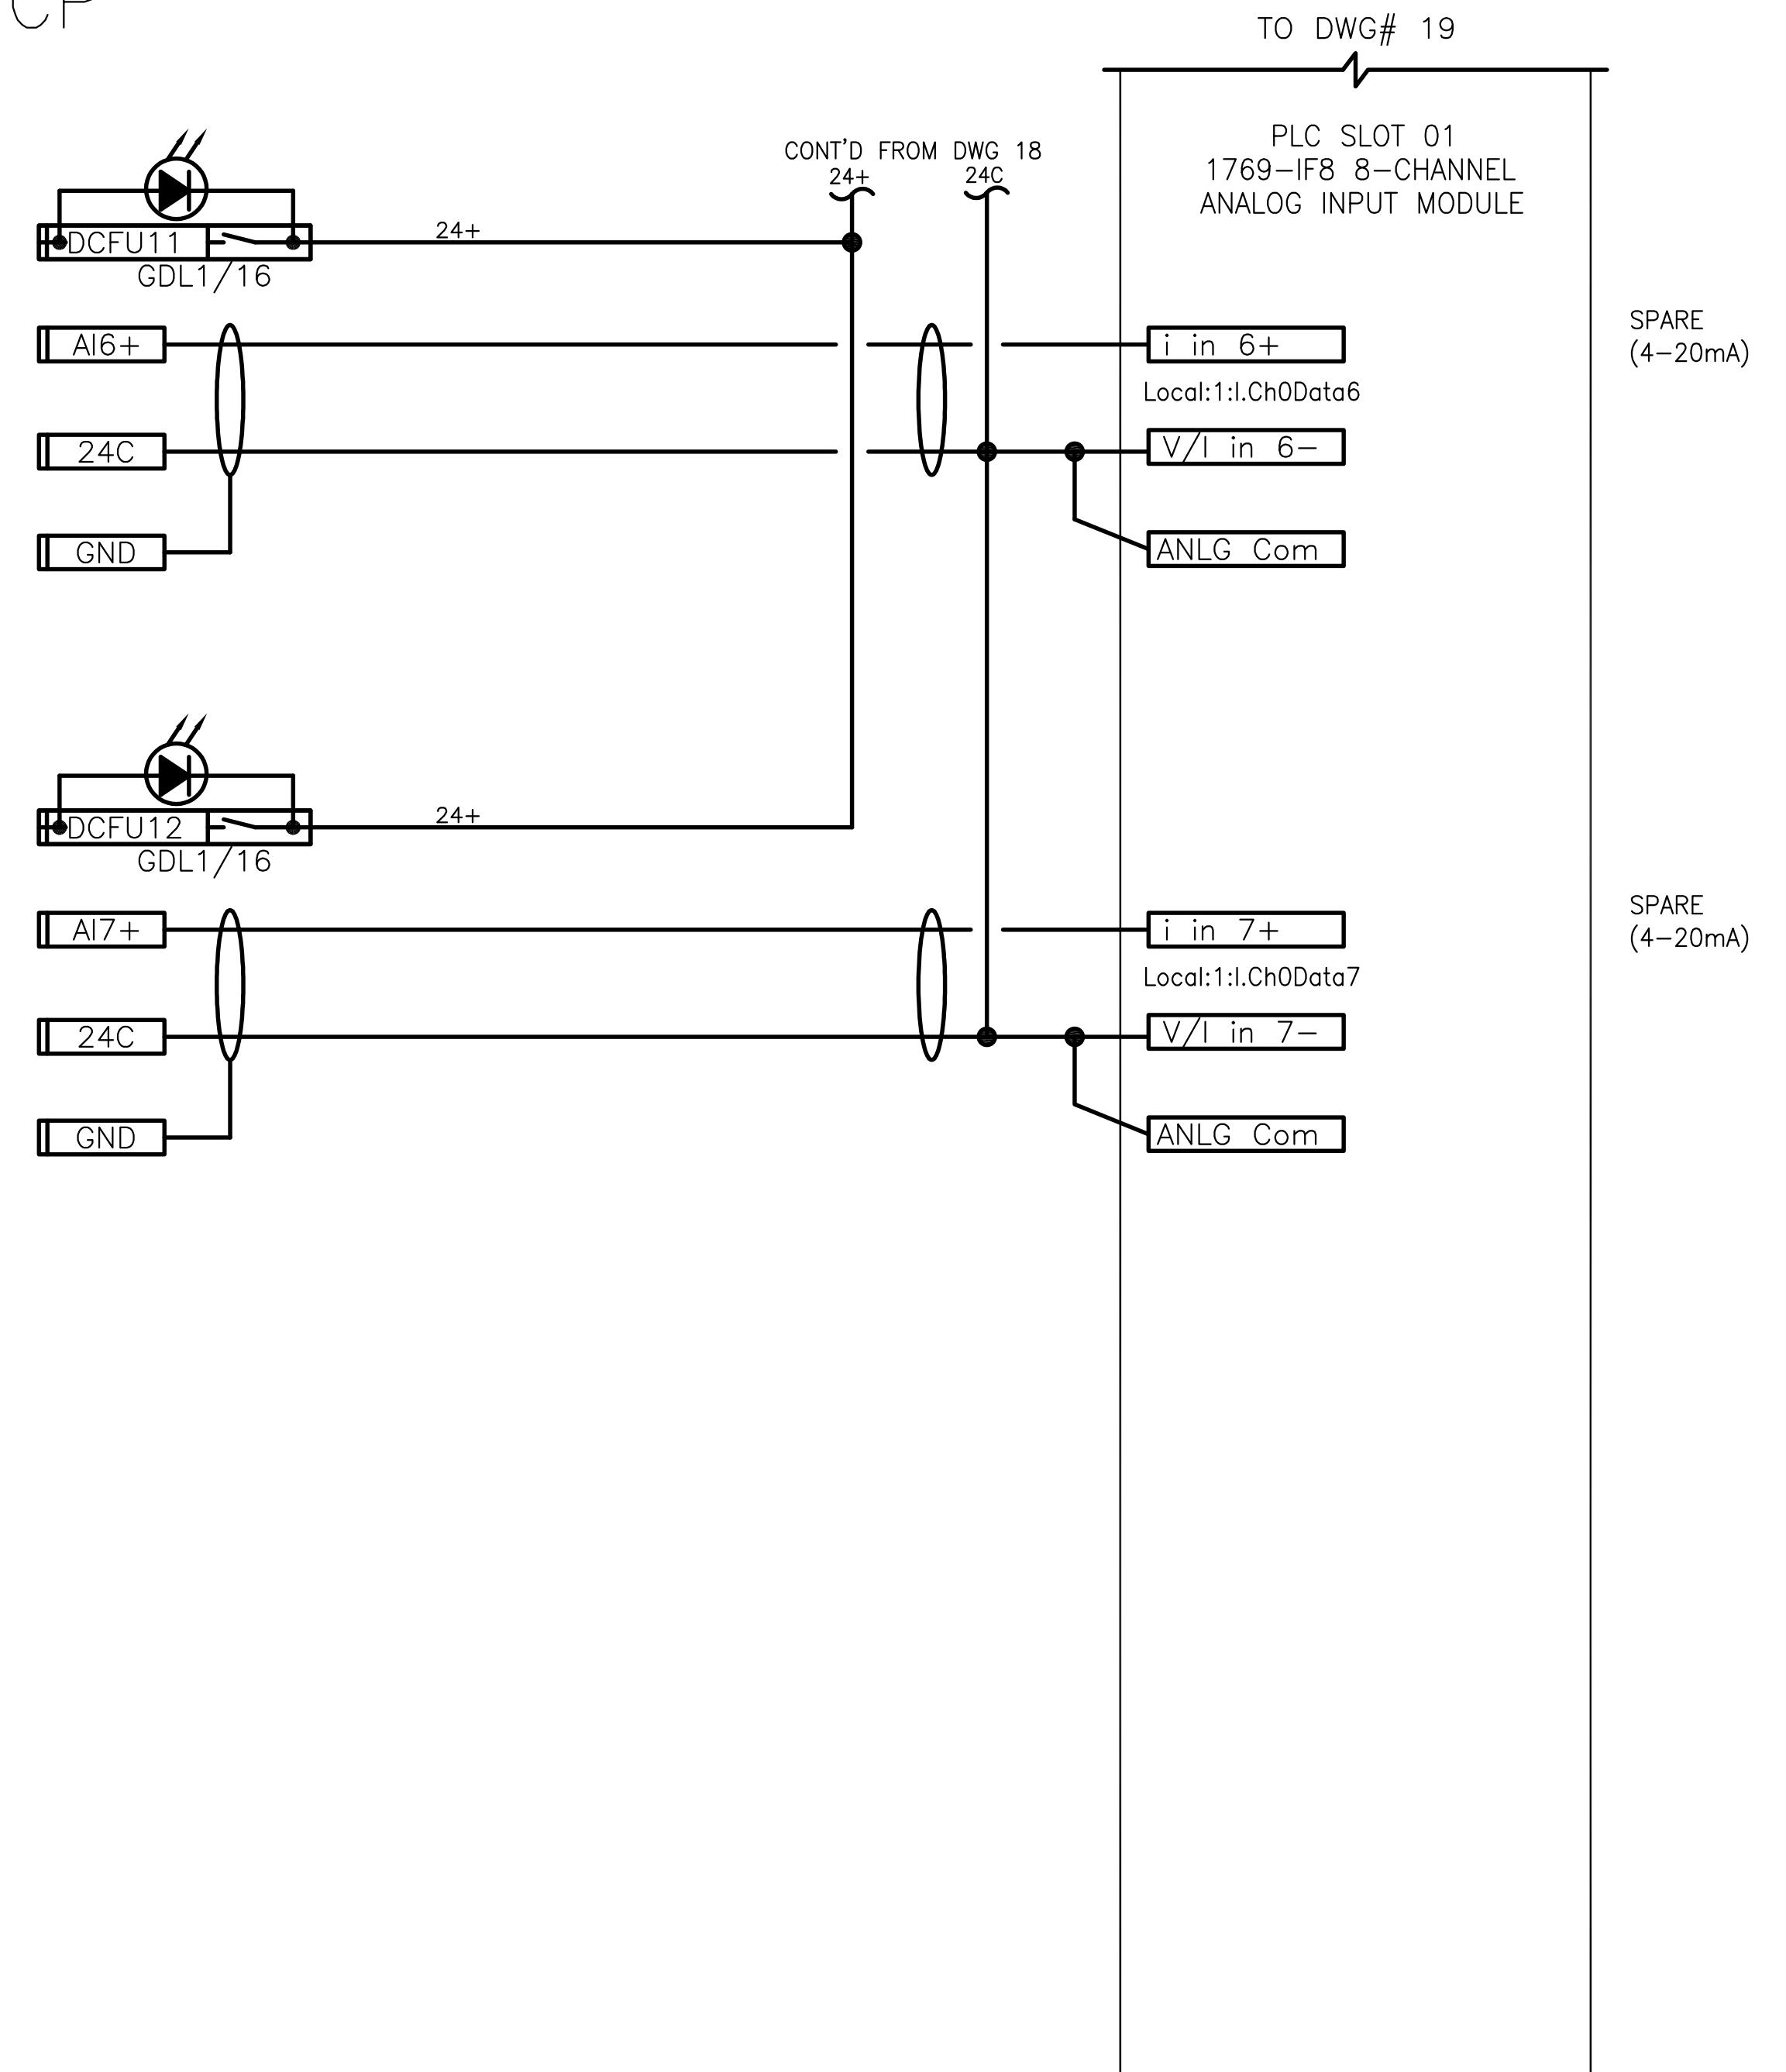 CP
TO DWG# 19
PLC SLOT 01
1769-IF8 8-CHANNEL
ANALOG INPUT MODULE
CONT'D FROM DWG 18
24+ 24C
24+
DCFU11
GDL1/16
AI6+
i in 6+
SPARE
(4-20mA)
Local:1:I.Ch0Data6
24C
V/I in 6-
GND
ANLG Com
24+
DCFU12
GDL1/16
AI7+
i in 7+
SPARE
(4-20mA)
Local:1:I.Ch0Data7
24C
V/I in 7-
GND
ANLG Com